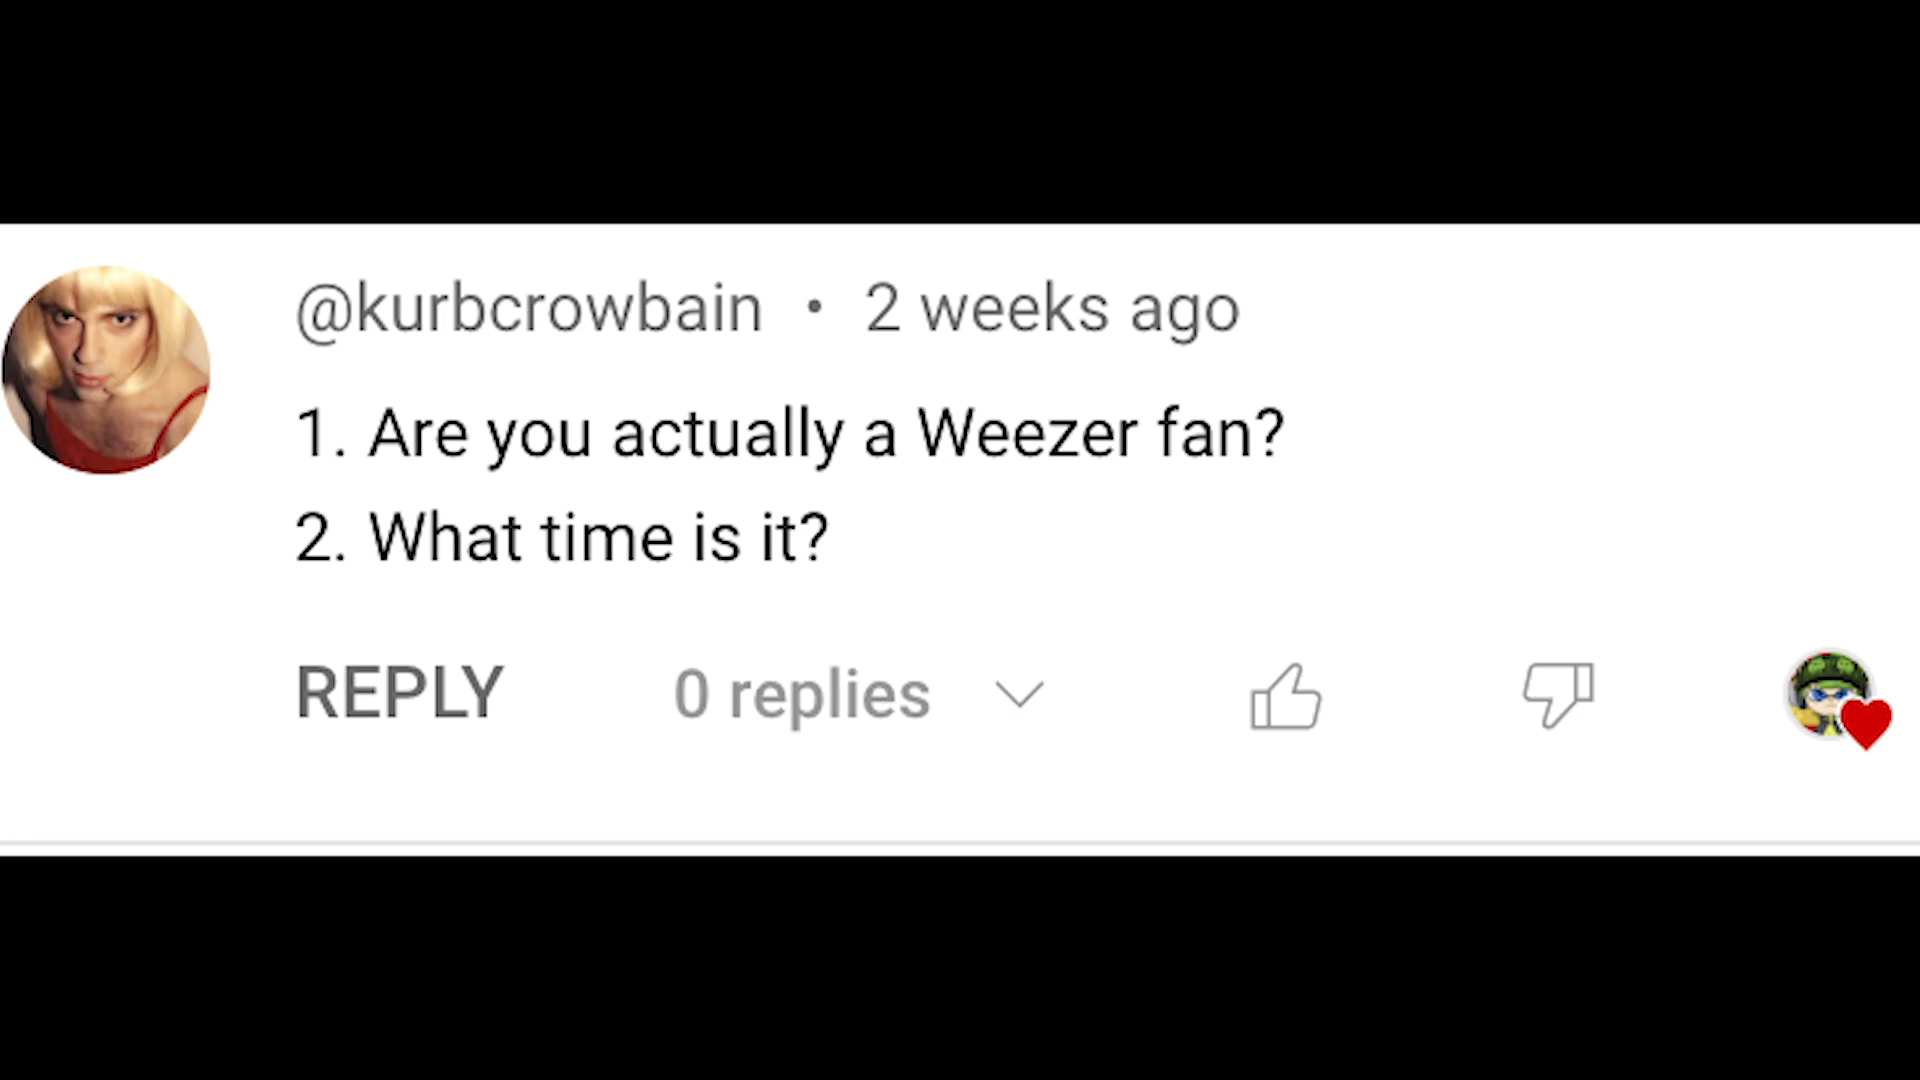 @kurbcrowbain • 2 weeks ago
1. Are you actually a Weezer fan?
2. What time is it?
REPLY 0 replies